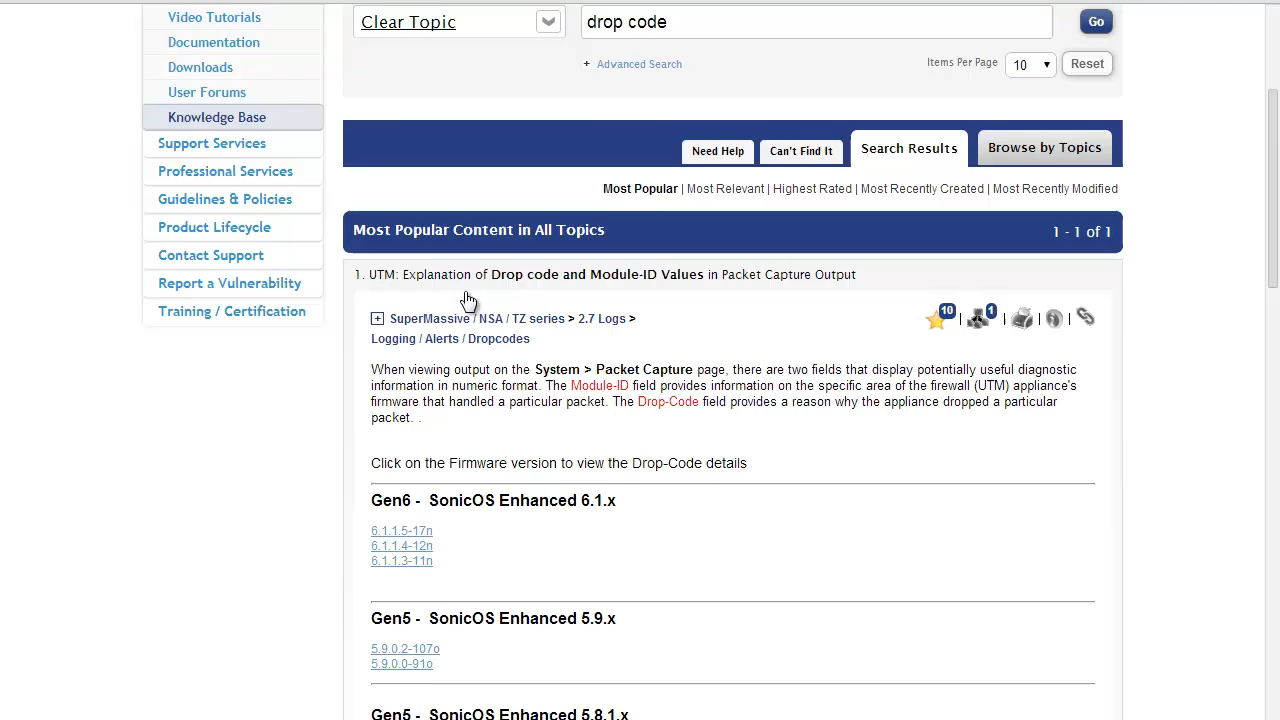 Video Tutorials
Documentation
Downloads
User Forums
Knowledge Base
Support Services
Professional Services
Guidelines & Policies
Product Lifecycle
Contact Support
Report a Vulnerability
Training / Certification
Clear Topic
drop code
Go
+ Advanced Search
Items Per Page
10
Reset
Need Help
Can't Find It
Search Results
Browse by Topics
Most Popular | Most Relevant | Highest Rated | Most Recently Created | Most Recently Modified
Most Popular Content in All Topics
1 - 1 of 1
1. UTM: Explanation of Drop code and Module-ID Values in Packet Capture Output
SuperMassive / NSA / TZ series > 2.7 Logs >
Logging / Alerts / Dropcodes
10
1
When viewing output on the System > Packet Capture page, there are two fields that display potentially useful diagnostic
information in numeric format. The Module-ID field provides information on the specific area of the firewall (UTM) appliance's
firmware that handled a particular packet. The Drop-Code field provides a reason why the appliance dropped a particular
packet. .
Click on the Firmware version to view the Drop-Code details
Gen6 - SonicOS Enhanced 6.1.x
6.1.1.5-17n
6.1.1.4-12n
6.1.1.3-11n
Gen5 - SonicOS Enhanced 5.9.x
5.9.0.2-107o
5.9.0.0-91o
Gen5 - SonicOS Enhanced 5.8.1.x